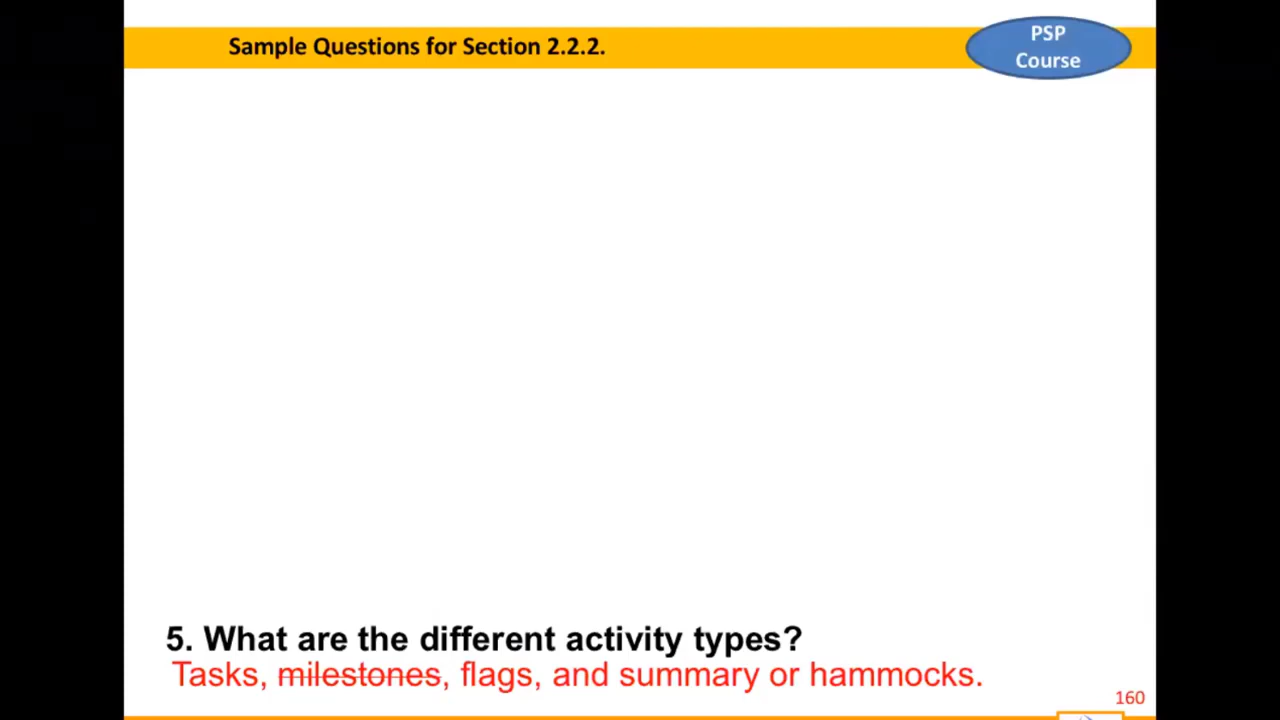 Sample Questions for Section 2.2.2.
PSP
Course
5. What are the different activity types?
Tasks, milestones, flags, and summary or hammocks.
160